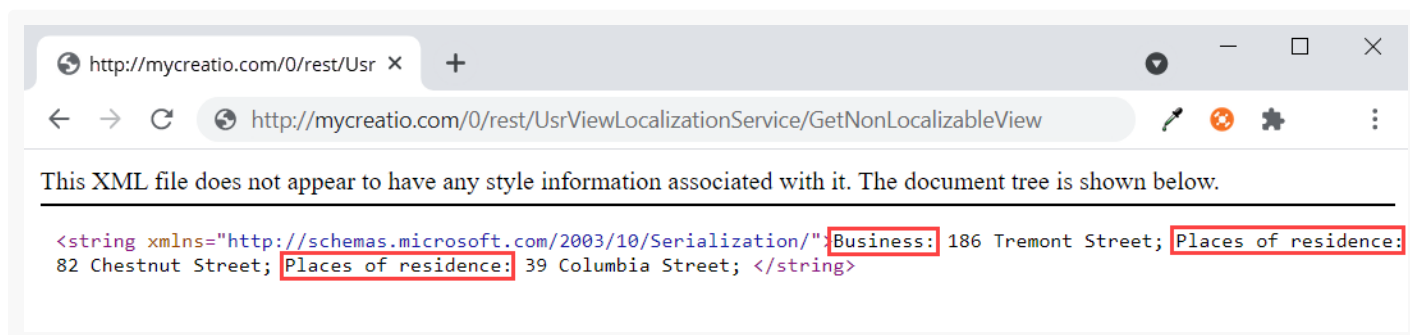 http://mycreatio.com/0/rest/Usr
http://mycreatio.com/0/rest/UsrViewLocalizationService/GetNonLocalizableView
This XML file does not appear to have any style information associated with it. The document tree is shown below.
<string xmlns="http://schemas.microsoft.com/2003/10/Serialization/">Business: 186 Tremont Street; Places of residence:
82 Chestnut Street; Places of residence: 39 Columbia Street; </string>